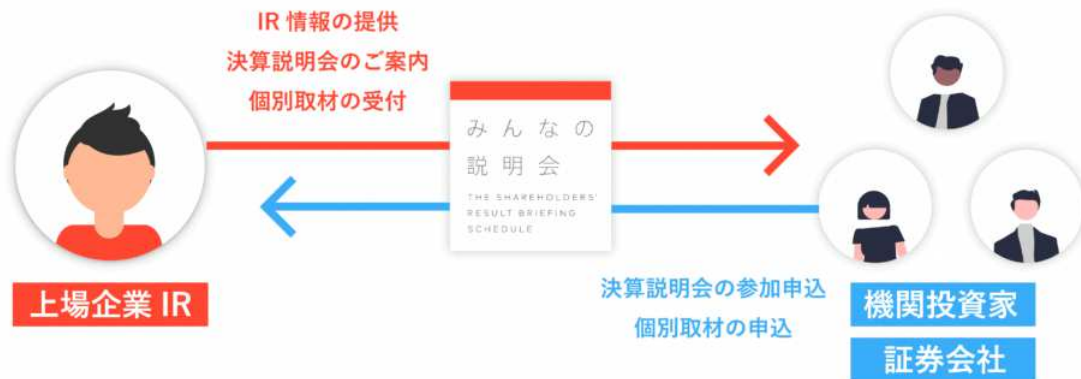 IR 情報の提供
決算説明会のご案内
個別取材の受付
みんなの
説明会
THE SHAREHOLDERS'
RESULT BRIEFING
SCHEDULE
上場企業 IR
決算説明会の参加申込
個別取材の申込
機関投資家
証券会社